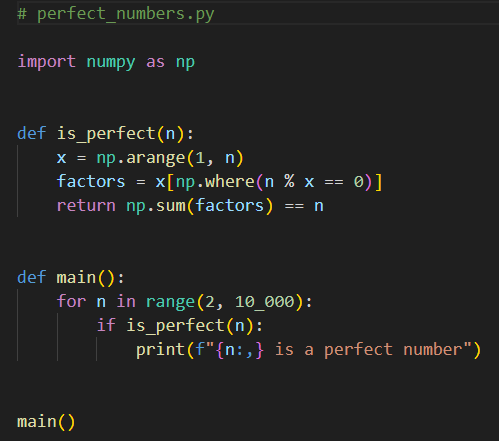 # perfect_numbers.py
import numpy as np
def is_perfect(n):
    x = np.arange(1, n)
    factors = x[np.where(n % x == 0)]
    return np.sum(factors) == n
def main():
    for n in range(2, 10_000):
        if is_perfect(n):
            print(f"{n:,} is a perfect number")
main()